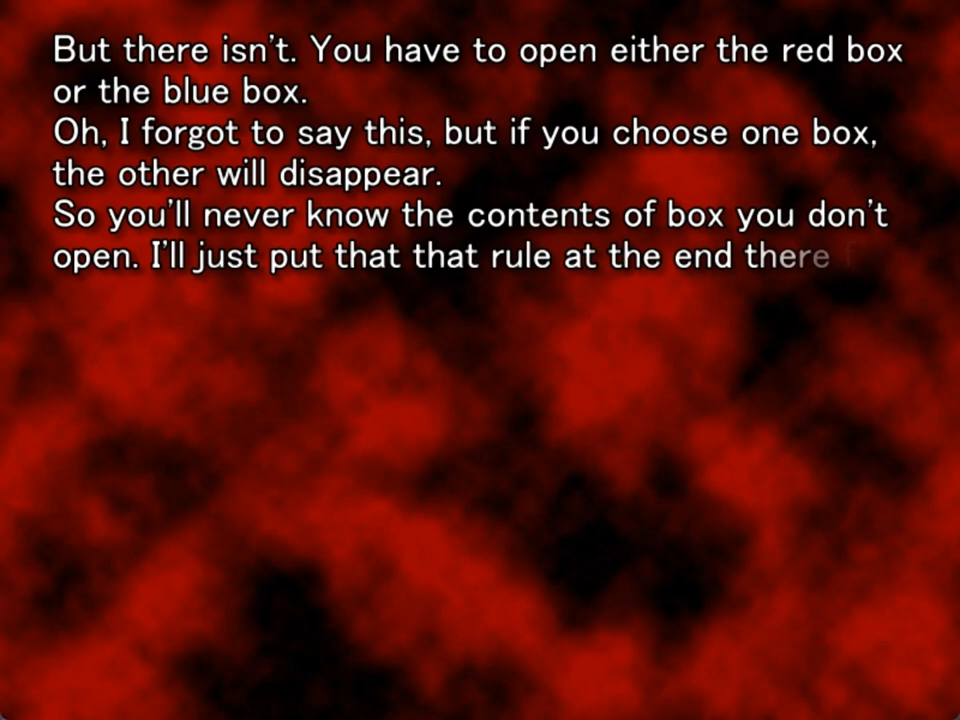 But there isn't. You have to open either the red box
or the blue box.
Oh, I forgot to say this, but if you choose one box,
the other will disappear.
So you'll never know the contents of box you don't
open. I'll just put that that rule at the end there